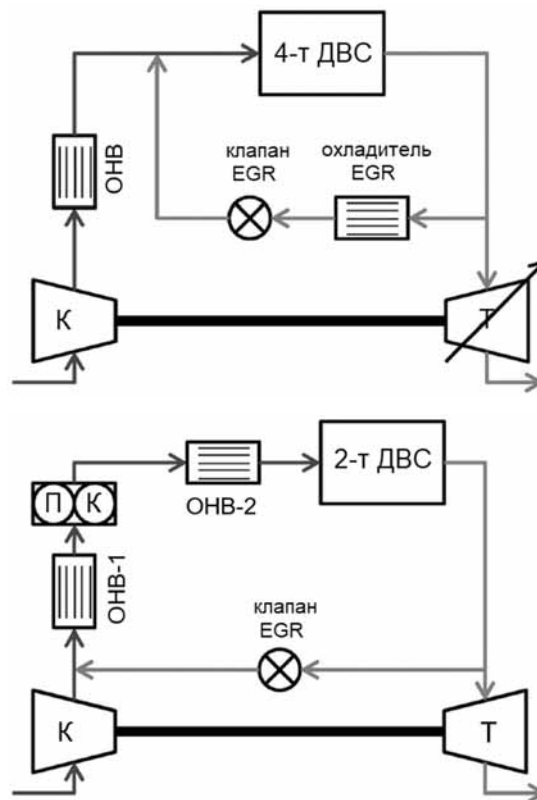 4-т ДВС
ОНВ
клапан
EGR
охладитель
EGR
К
Т
2-т ДВС
П К
ОНВ-2
ОНВ-1
клапан
EGR
К
Т